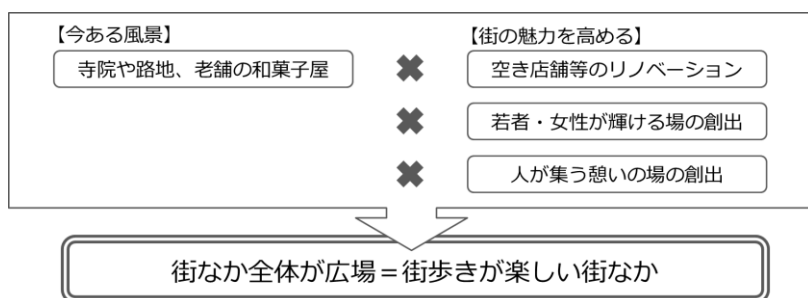 【今ある風景】
【街の魅力を高める】
寺院や路地、老舗の和菓子屋
空き店舗等のリノベーション
若者・女性が輝ける場の創出
人が集う憩いの場の創出
街なか全体が広場＝街歩きが楽しい街なか